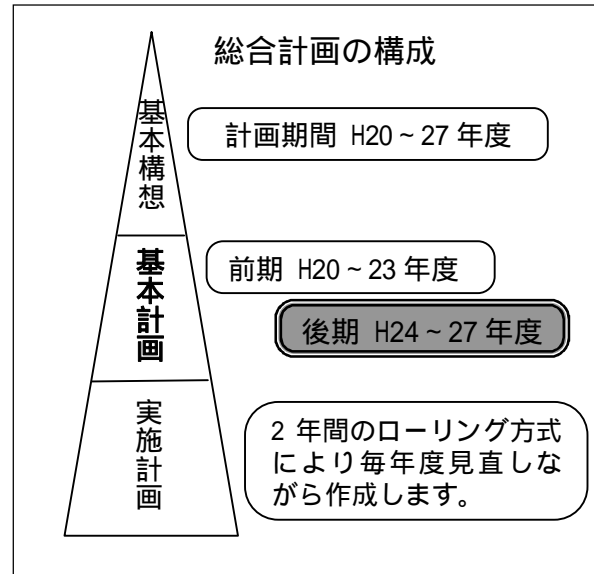 総合計画の構成
基本構想
計画期間 H20~27年度
基本計画
前期 H20~23年度
後期 H24~27年度
実施計画
2年間のローリング方式
により毎年度見直しな
がら作成します。